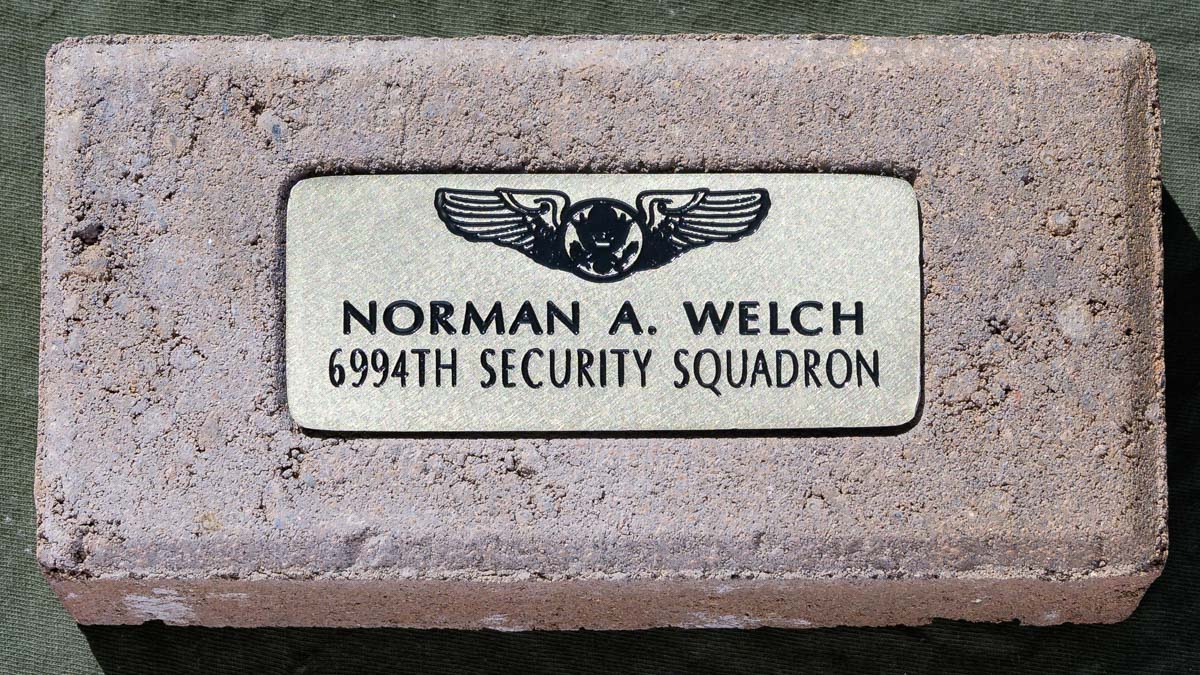 NORMAN A. WELCH
6994TH SECURITY SQUADRON